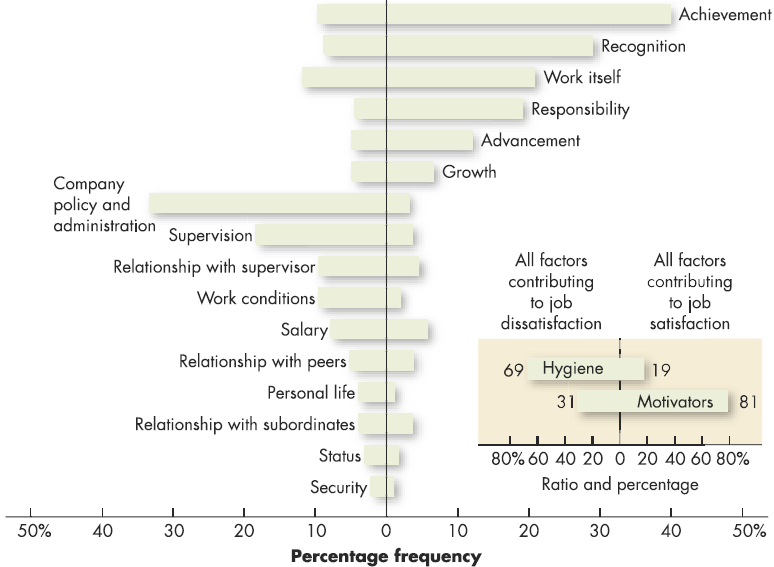 Achievement
Recognition
Work itself
Responsibility
Advancement
Growth
Company
policy and
administration
Supervision
Relationship with supervisor
Work conditions
Salary
Relationship with peers
Personal life
Relationship with subordinates
Status
Security
All factors
contributing
to job
dissatisfaction
All factors
contributing
to job
satisfaction
69 Hygiene 19
31 Motivators 81
80% 60 40 20 0 20 40 60 80%
Ratio and percentage
50% 40 30 20 10 0 10 20 30 40 50%
Percentage frequency